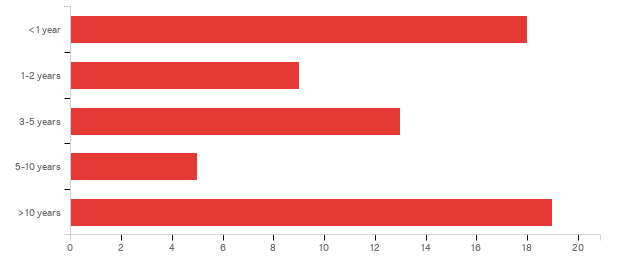 <1 year
1-2 years
3-5 years
5-10 years
>10 years
0 2 4 6 8 10 12 14 16 18 20